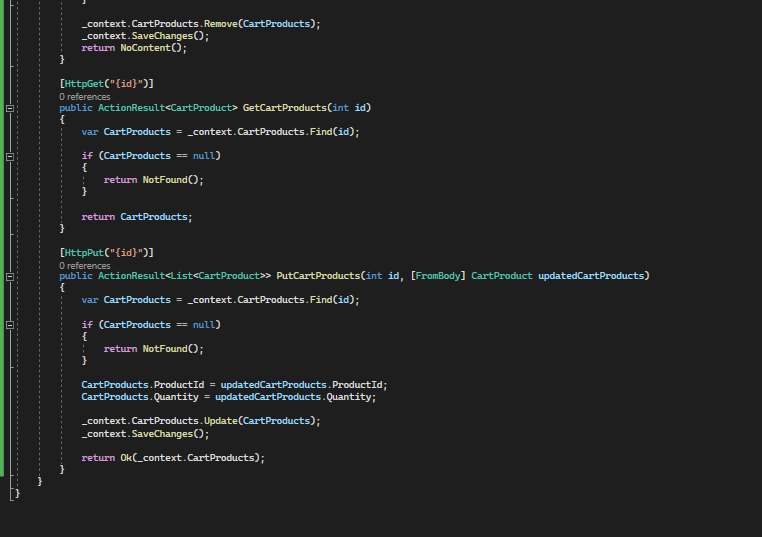 }
_context.CartProducts.Remove(CartProducts);
_context.SaveChanges();
return NoContent();
}
[HttpGet("{id}")]
0 references
public ActionResult<CartProduct> GetCartProducts(int id)
{
var CartProducts = _context.CartProducts.Find(id);
if (CartProducts == null)
{
return NotFound();
}
return CartProducts;
}
[HttpPut("{id}")]
0 references
public ActionResult<List<CartProduct>> PutCartProducts(int id, [FromBody] CartProduct updatedCartProducts)
{
var CartProducts = _context.CartProducts.Find(id);
if (CartProducts == null)
{
return NotFound();
}
CartProducts.ProductId = updatedCartProducts.ProductId;
CartProducts.Quantity = updatedCartProducts.Quantity;
_context.CartProducts.Update(CartProducts);
_context.SaveChanges();
return Ok(_context.CartProducts);
}
}
}